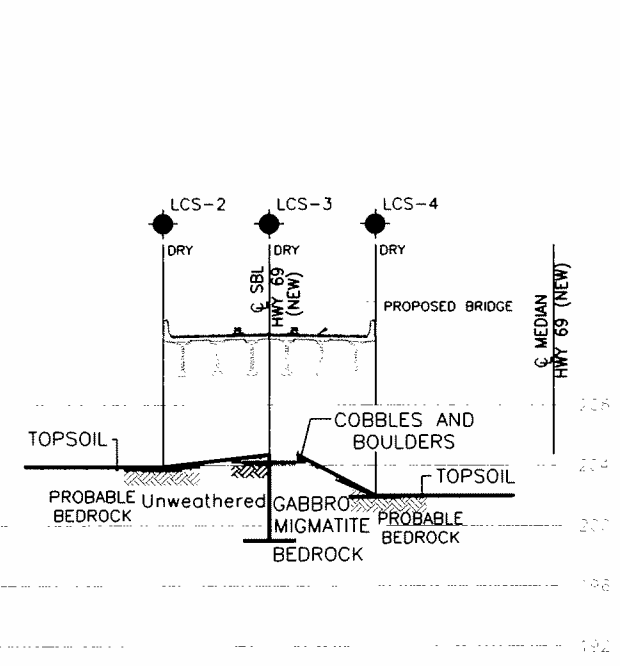 LCS-2
LCS-3
LCS-4
DRY
DRY
DRY
℄ SBL
HWY 69
(NEW)
PROPOSED BRIDGE
℄ MEDIAN
HWY 69 (NEW)
COBBLES AND
BOULDERS
TOPSOIL
TOPSOIL
PROBABLE
BEDROCK
Unweathered
GABBRO
MIGMATITE
BEDROCK
PROBABLE
BEDROCK
192